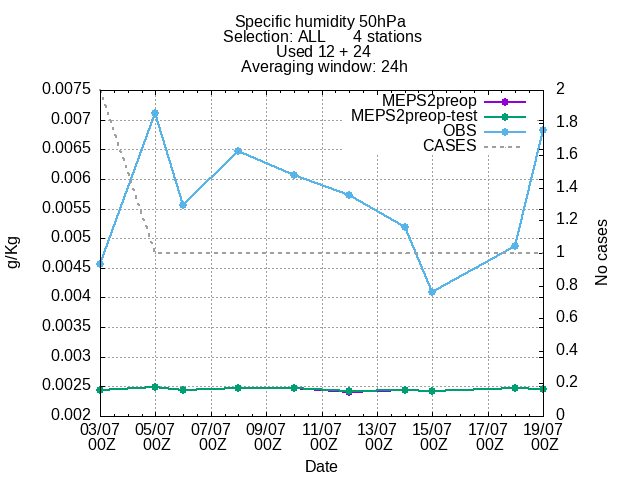 Specific humidity 50hPa
Selection: ALL 4 stations
Used 12 + 24
Averaging window: 24h
MEPS2preop
MEPS2preop-test
OBS
CASES
g/Kg
0.0075
0.007
0.0065
0.006
0.0055
0.005
0.0045
0.004
0.0035
0.003
0.0025
0.002
2
1.8
1.6
1.4
1.2
1
0.8
0.6
0.4
0.2
0
No cases
03/07 05/07 07/07 09/07 11/07 13/07 15/07 17/07 19/07
00Z 00Z 00Z 00Z 00Z 00Z 00Z 00Z 00Z
Date